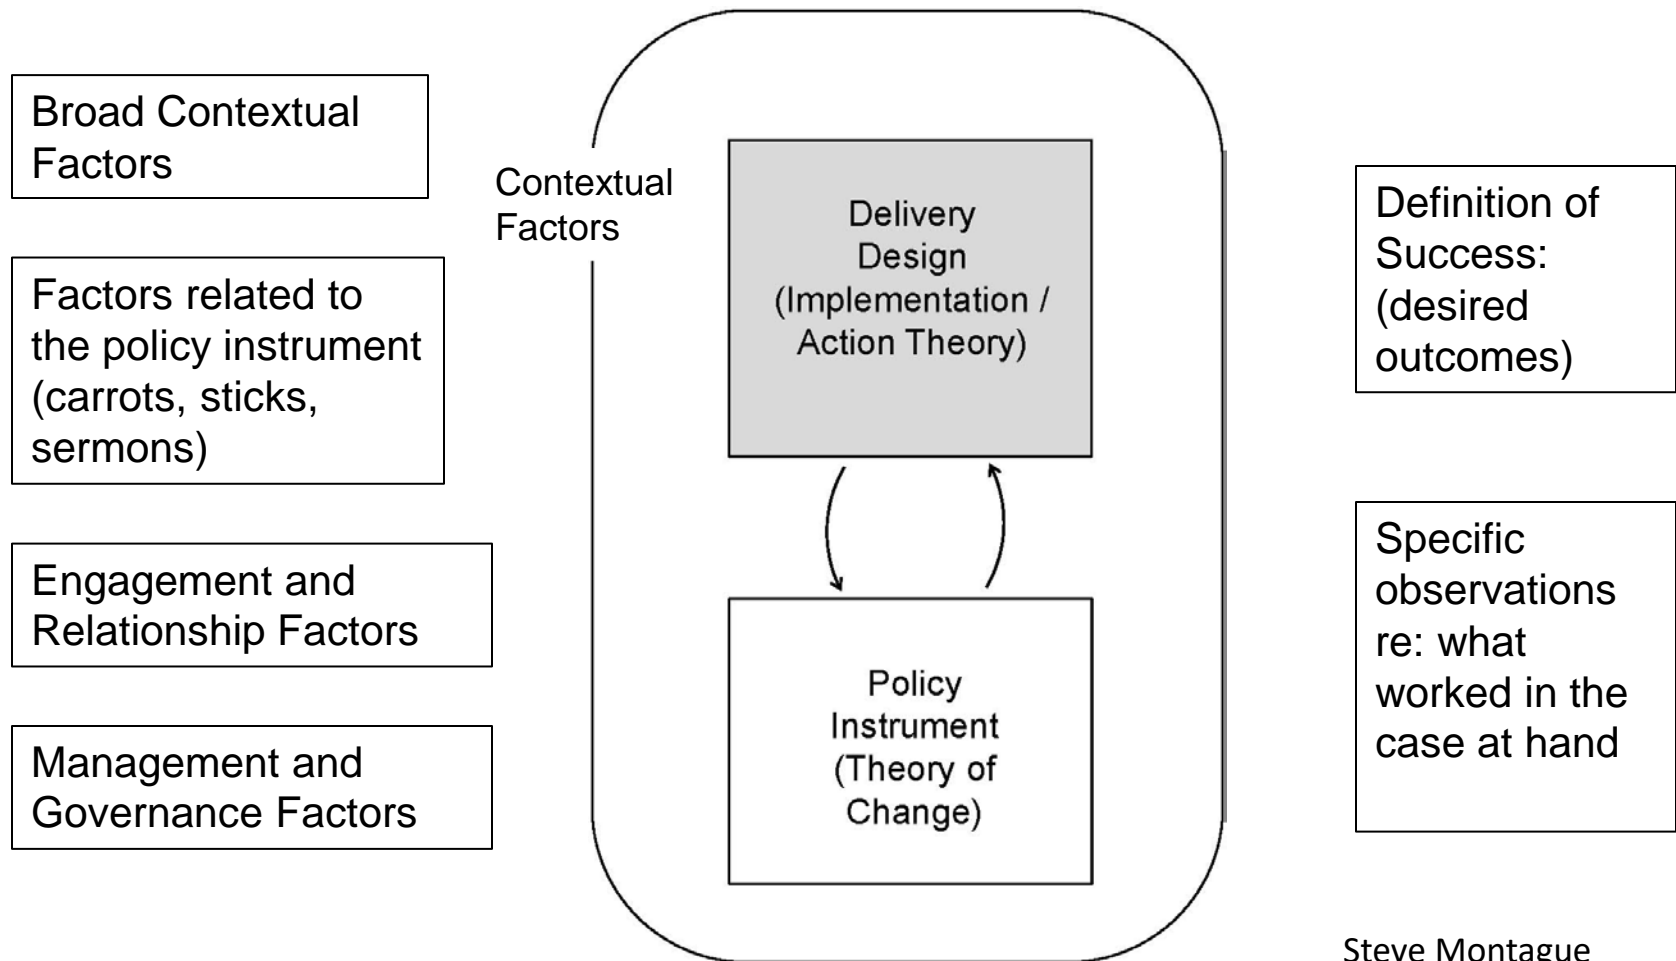 Broad Contextual
Factors
Factors related to
the policy instrument
(carrots, sticks,
sermons)
Engagement and
Relationship Factors
Management and
Governance Factors
Contextual
Factors
Delivery
Design
(Implementation /
Action Theory)
Policy
Instrument
(Theory of
Change)
Definition of
Success:
(desired
outcomes)
Specific
observations
re: what
worked in the
case at hand
Steve Montague